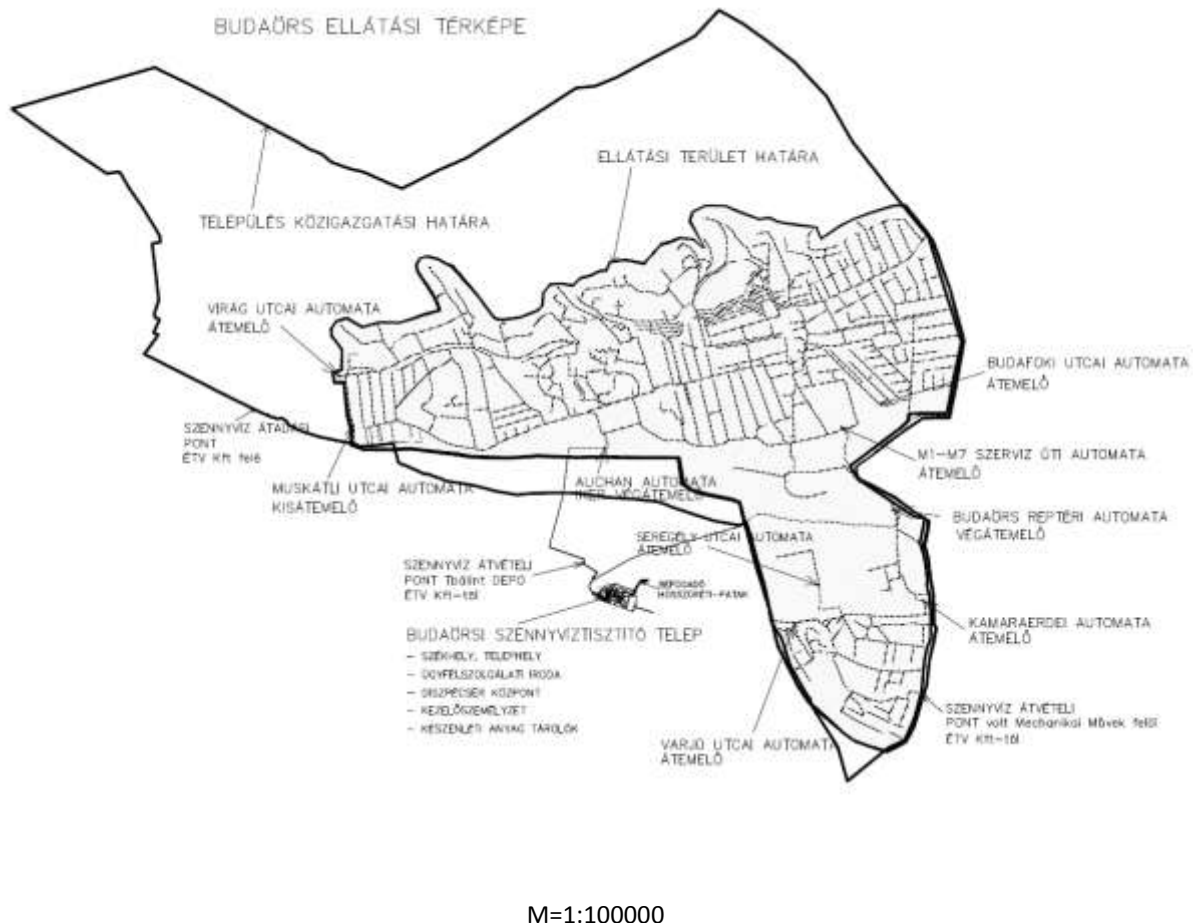 BUDAÖRS ELLÁTÁSI TÉRKÉPE
ELLÁTÁSI TERÜLET HATÁRA
TELEPÜLÉS KÖZIGAZGATÁSI HATÁRA
VIRÁG UTCAI AUTOMATA
ÁTEMELŐ
BUDAFOKI UTCAI AUTOMATA
ÁTEMELŐ
SZENNYVÍZ ÁTADÁSI
PONT
ÉTV Kft felé
M1-M7 SZERVIZ ÚTI AUTOMATA
ÁTEMELŐ
MUSKÁTLI UTCAI AUTOMATA
KISÁTEMELŐ
AUCHAN AUTOMATA
VÉGÁTEMELŐ
BUDAÖRS REPTÉRI AUTOMATA
VÉGÁTEMELŐ
SEREGÉLY UTCAI AUTOMATA
ÁTEMELŐ
SZENNYVÍZ ÁTVÉTELI
PONT Tbálint DEPO
ÉTV Kft-től
BEFOGADÓ
HOSSZÚRÉTI-PATAK
KAMARAERDEI AUTOMATA
ÁTEMELŐ
BUDAÖRSI SZENNYVÍZTISZTÍTÓ TELEP
- SZÉKHELY, TELEPHELY
- ÜGYFÉLSZOLGÁLATI IRODA
- DISZPÉCSER KÖZPONT
- KEZELŐSZEMÉLYZET
- KÉSZENLÉTI ANYAG TÁROLÓK
SZENNYVÍZ ÁTVÉTELI
PONT volt Mechanikai Művek felől
ÉTV Kft-től
VARJÚ UTCAI AUTOMATA
ÁTEMELŐ
M=1:100000